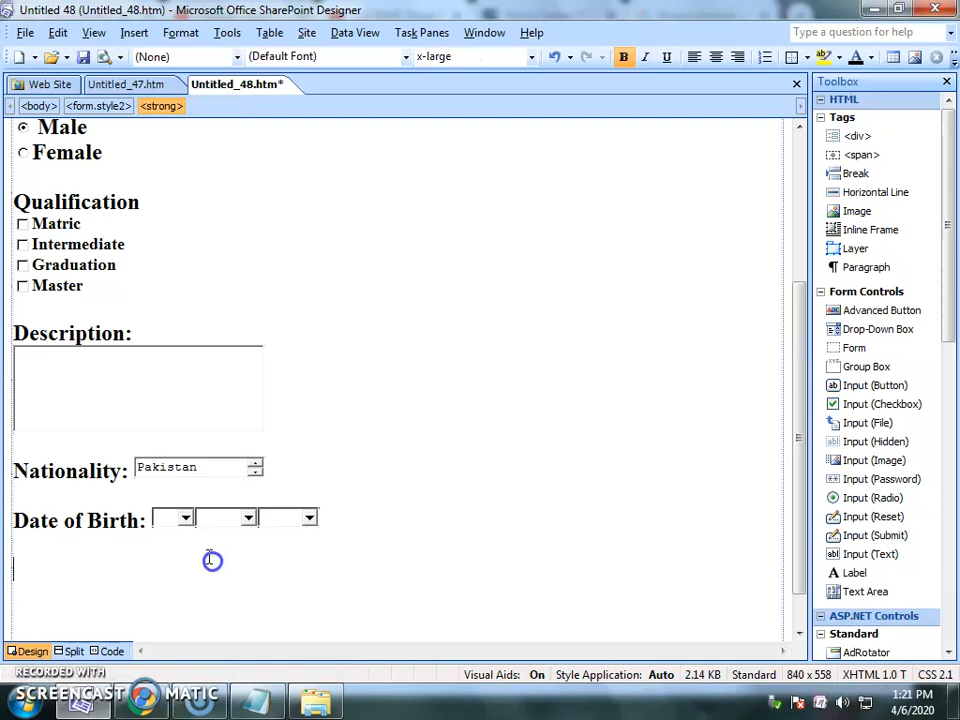 Untitled 48 (Untitled_48.htm) - Microsoft Office SharePoint Designer
File Edit View Insert Format Tools Table Site Data View Task Panes Window Help
Type a question for help
(None) (Default Font) x-large B I U A
Web Site Untitled_47.htm Untitled_48.htm*
<body> <form.style2> <strong>
Male
Female
Qualification
Matric
Intermediate
Graduation
Master
Description:
Nationality: Pakistan
Date of Birth:
Toolbox
HTML
Tags
<div>
<span>
Break
Horizontal Line
Image
Inline Frame
Layer
Paragraph
Form Controls
Advanced Button
Drop-Down Box
Form
Group Box
Input (Button)
Input (Checkbox)
Input (File)
Input (Hidden)
Input (Image)
Input (Password)
Input (Radio)
Input (Reset)
Input (Submit)
Input (Text)
Label
Text Area
ASP.NET Controls
Standard
AdRotator
Design Split Code
Visual Aids: On Style Application: Auto 2.14 KB Standard 840 x 558 XHTML 1.0 T CSS 2.1
RECORDED WITH
SCREENCAST MATIC
1:21 PM
4/6/2020